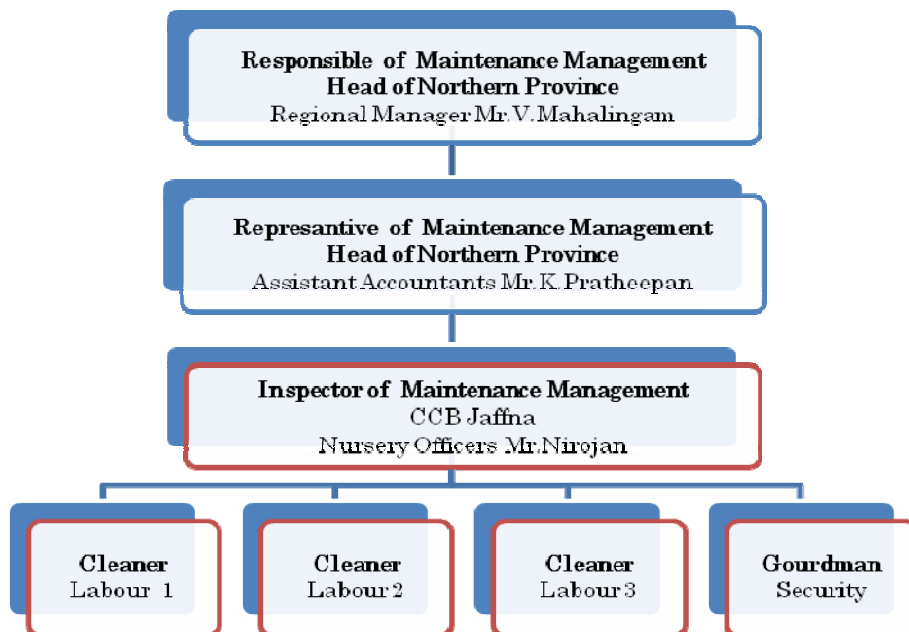 Responsible of Maintenance Management
Head of Northern Province
Regional Manager Mr.V.Mahalingam
Represantive of Maintenance Management
Head of Northern Province
Assistant Accountants Mr.K.Pratheepan
Inspector of Maintenance Management
CCB Jaffna
Nursery Officers Mr.Nirojan
Cleaner
Labour 1
Cleaner
Labour 2
Cleaner
Labour 3
Gourdman
Security